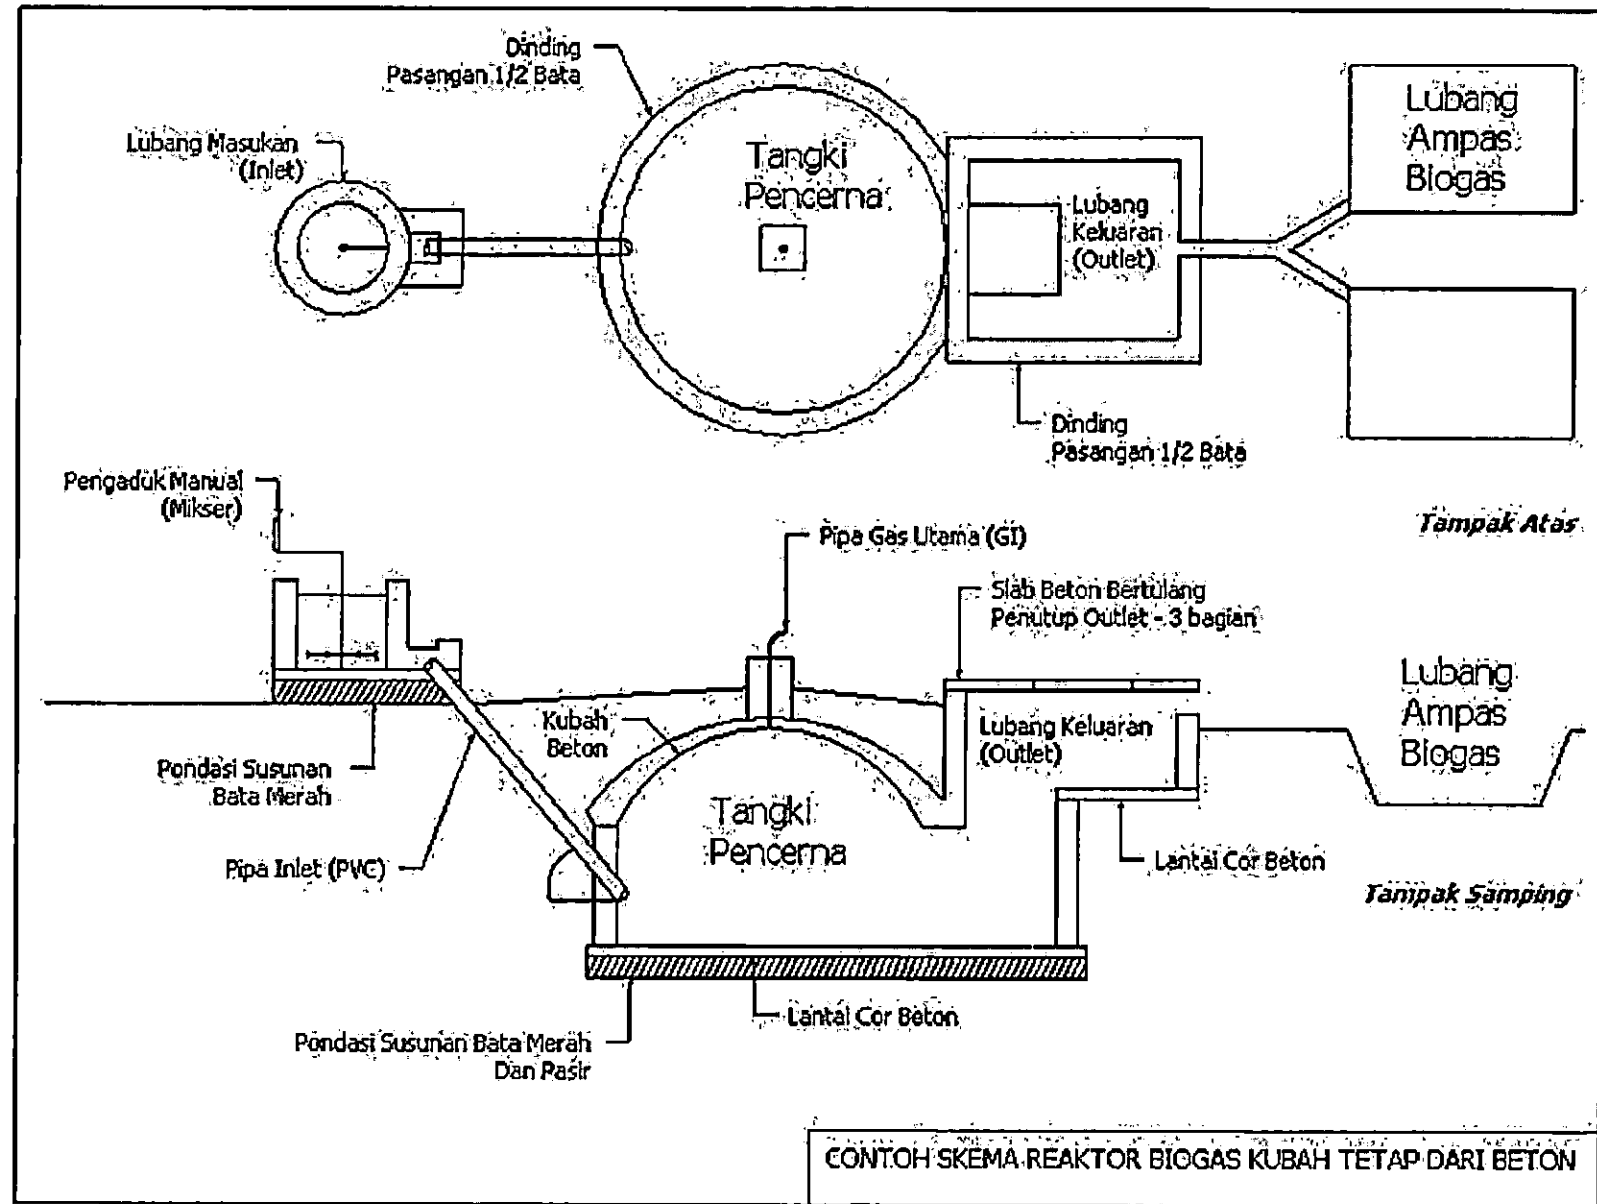 Dinding
Pasangan 1/2 Bata
Lubang Masukan
(Inlet)
Tangki
Pencerna
Lubang
Keluaran
(Outlet)
Lubang
Ampas
Biogas
Dinding
Pasangan 1/2 Bata
Tampak Atas
Pengaduk Manual
(Mikser)
Pipa Gas Utama (GI)
Slab Beton Bertulang
Penutup Outlet - 3 bagian
Kubah
Beton
Lubang Keluaran
(Outlet)
Lubang
Ampas
Biogas
Pondasi Susunan
Bata Merah
Tangki
Pencerna
Pipa Inlet (PVC)
Lantai Cor Beton
Tampak Samping
Lantai Cor Beton
Pondasi Susunan Bata Merah
Dan Pasir
CONTOH SKEMA REAKTOR BIOGAS KUBAH TETAP DARI BETON